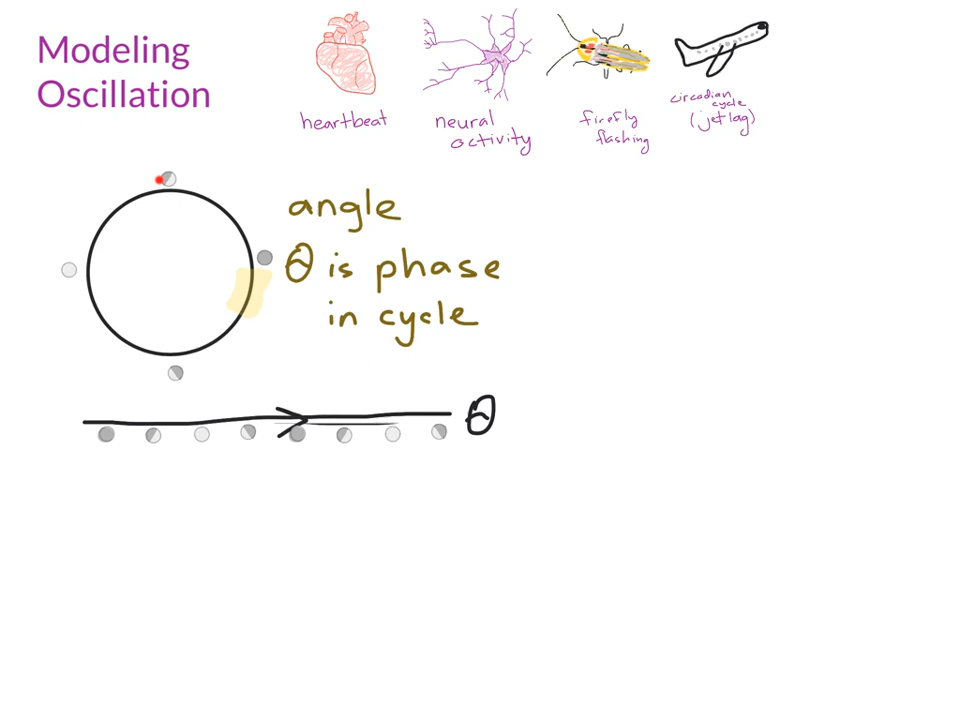 Modeling
Oscillation
heartbeat
neural
activity
firefly
flashing
circadian
cycle
(jetlag)
angle
θ is phase
in cycle
θ